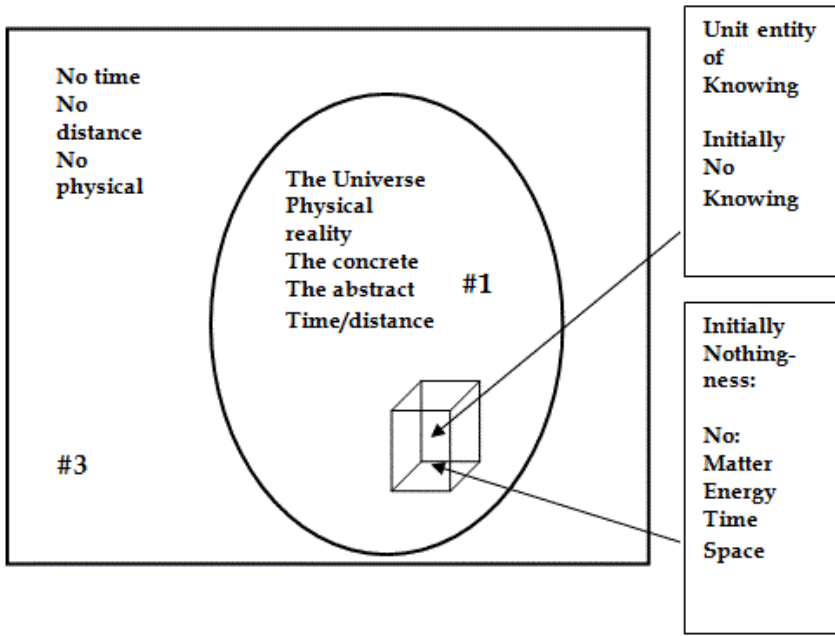 No time
No
distance
No
physical
The Universe
Physical
reality
The concrete
The abstract
Time/distance
#1
#3
Unit entity
of
Knowing
Initially
No
Knowing
Initially
Nothing-
ness:
No:
Matter
Energy
Time
Space